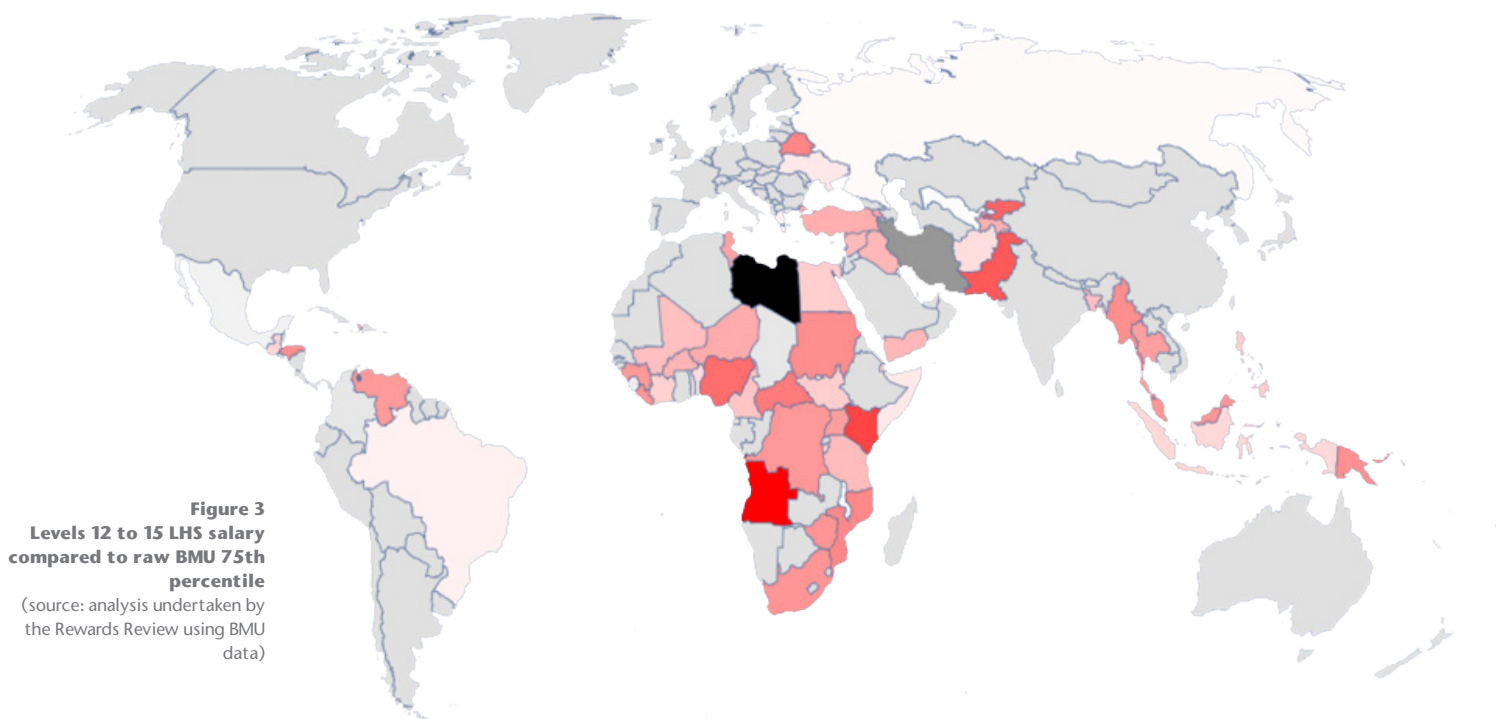 Figure 3
Levels 12 to 15 LHS salary
compared to raw BMU 75th
percentile
(source: analysis undertaken by
the Rewards Review using BMU
data)